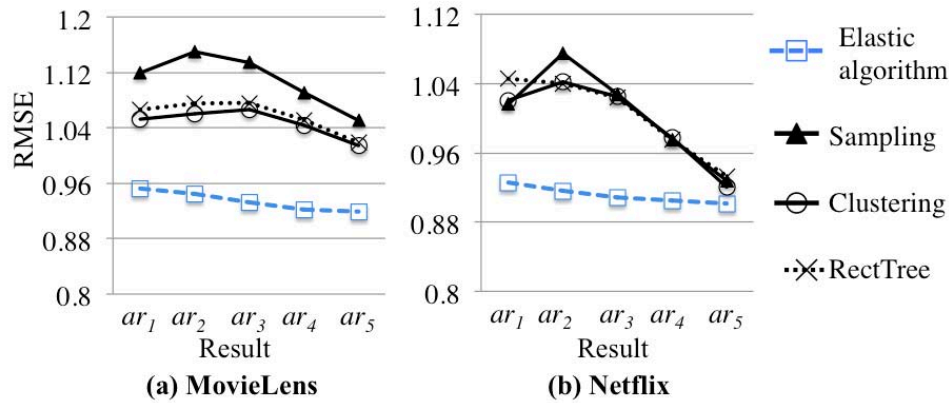 1.2
1.12
1.04
0.96
0.88
0.8
RMSE
ar1 ar2 ar3 ar4 ar5
Result
(a) MovieLens
1.12
1.04
0.96
0.88
0.8
ar1 ar2 ar3 ar4 ar5
Result
(b) Netflix
Elastic
algorithm
Sampling
Clustering
RectTree